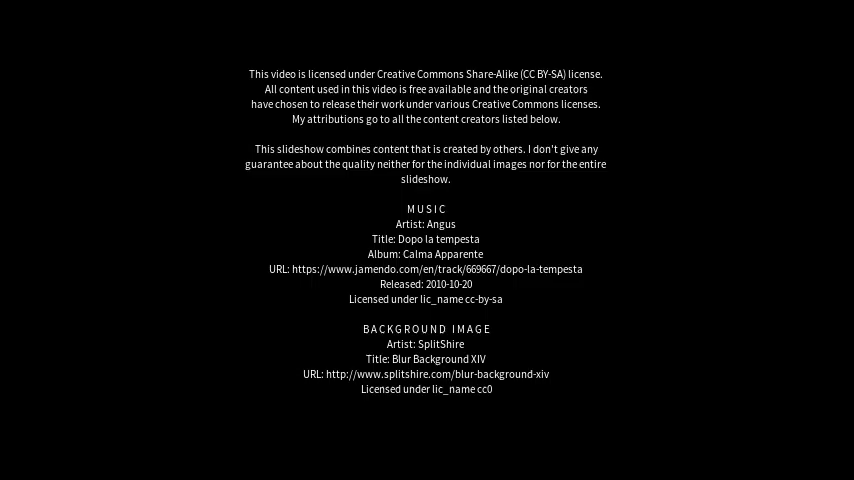 This video is licensed under Creative Commons Share-Alike (CC BY-SA) license.
All content used in this video is free available and the original creators
have chosen to release their work under various Creative Commons licenses.
My attributions go to all the content creators listed below.
This slideshow combines content that is created by others. I don't give any
guarantee about the quality neither for the individual images nor for the entire
slideshow.
MUSIC
Artist: Angus
Title: Dopo la tempesta
Album: Calma Apparente
URL: https://www.jamendo.com/en/track/669667/dopo-la-tempesta
Released: 2010-10-20
Licensed under lic_name cc-by-sa
BACKGROUND IMAGE
Artist: SplitShire
Title: Blur Background XIV
URL: http://www.splitshire.com/blur-background-xiv
Licensed under lic_name cc0